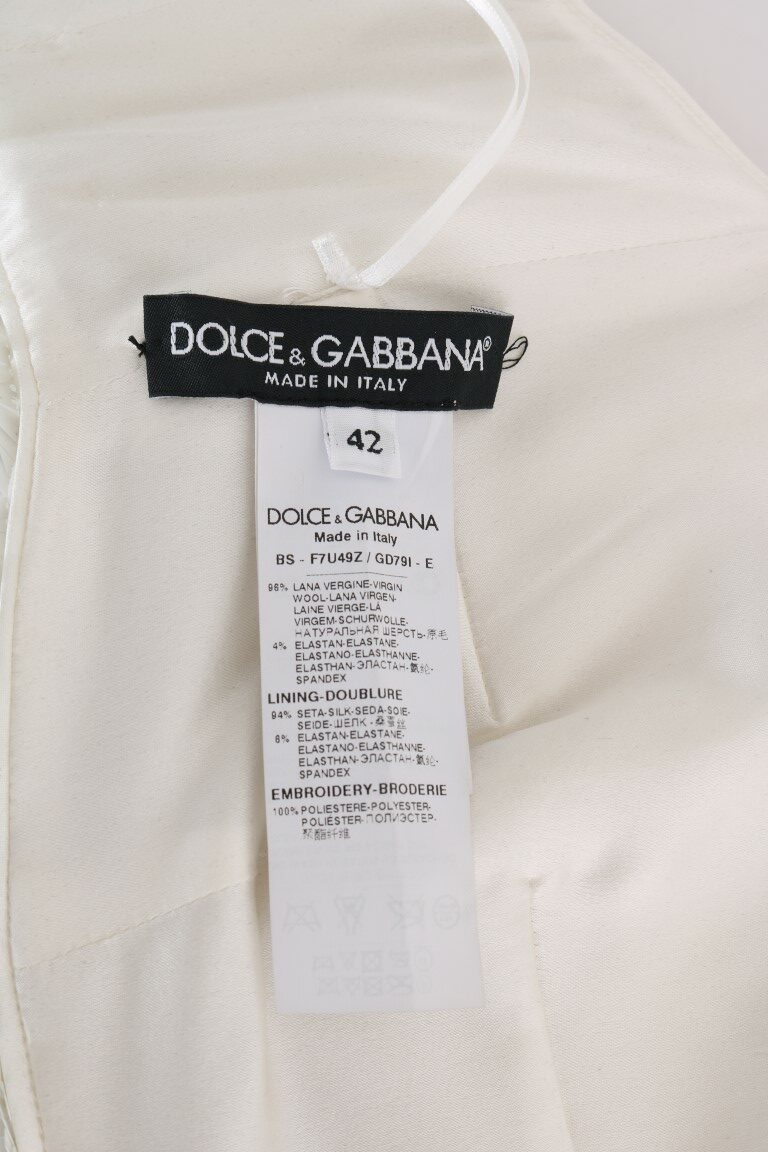 DOLCE & GABBANA®
MADE IN ITALY
42
DOLCE & GABBANA
Made in Italy
BS - F7U49Z / GD79I - E
96% LANA VERGINE-VIRGIN
WOOL-LANA VIRGEN-
LAINE VIERGE-LÃ
VIRGEM-SCHURWOLLE-
НАТУРАЛЬНАЯ ШЕРСТЬ-原毛
4% ELASTAN-ELASTANE-
ELASTANO-ELASTHANNE-
ELASTHAN-ЭЛАСТАН-氨纶-
SPANDEX
LINING-DOUBLURE
94% SETA-SILK-SEDA-SOIE-
SEIDE-ШЕЛК-桑蚕丝
6% ELASTAN-ELASTANE-
ELASTANO-ELASTHANNE-
ELASTHAN-ЭЛАСТАН-氨纶-
SPANDEX
EMBROIDERY-BRODERIE
100% POLIESTERE-POLYESTER-
POLIÉSTER-ПОЛИЭСТЕР-
聚酯纤维